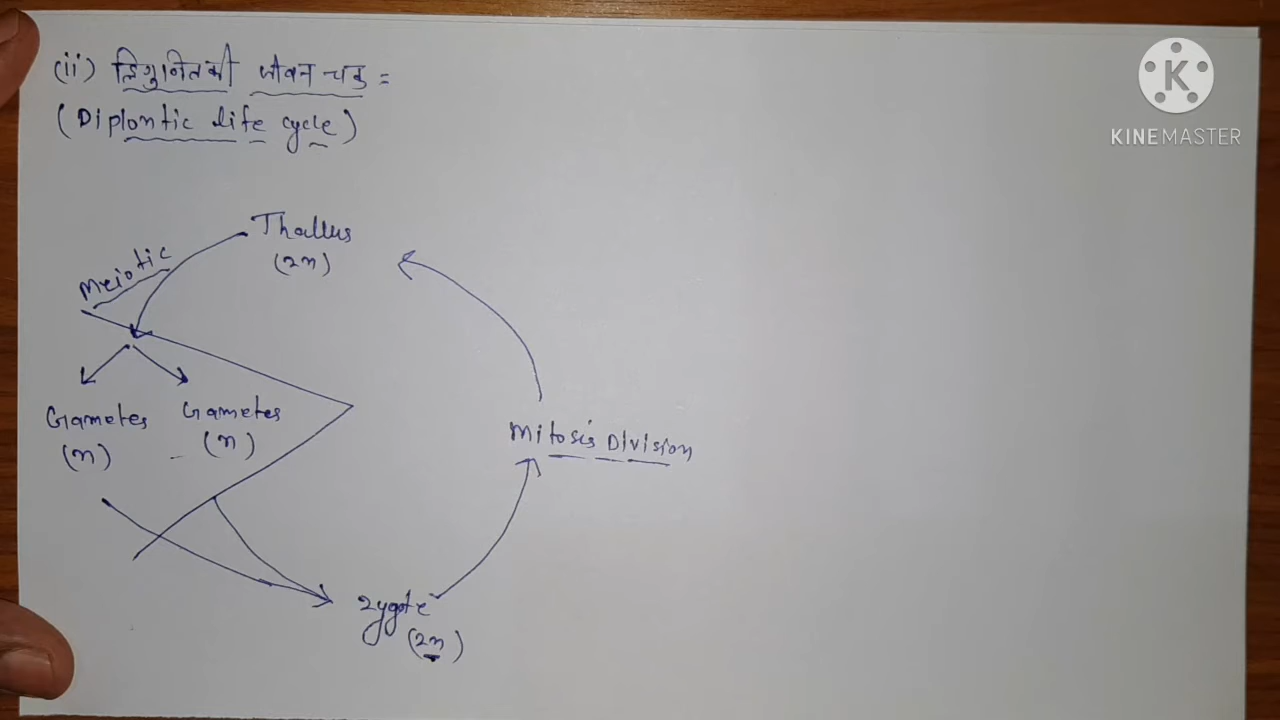 (ii) द्विगुनितकी जीवन चक्र =
(Diplontic life cycle)
Thallus
(2n)
Meiotic
Gametes
(n)
Gametes
(n)
Mitosis Division
Zygote
(2n)
K
KINEMASTER